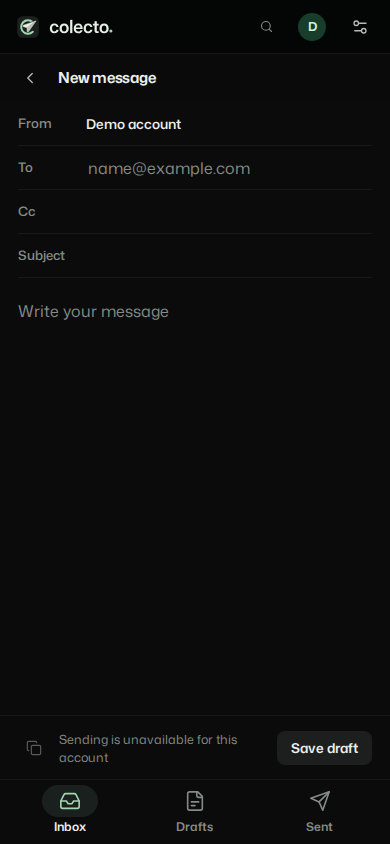 colecto.
D
New message
From
Demo account
To
name@example.com
Cc
Subject
Write your message
Sending is unavailable for this
account
Save draft
Inbox
Drafts
Sent